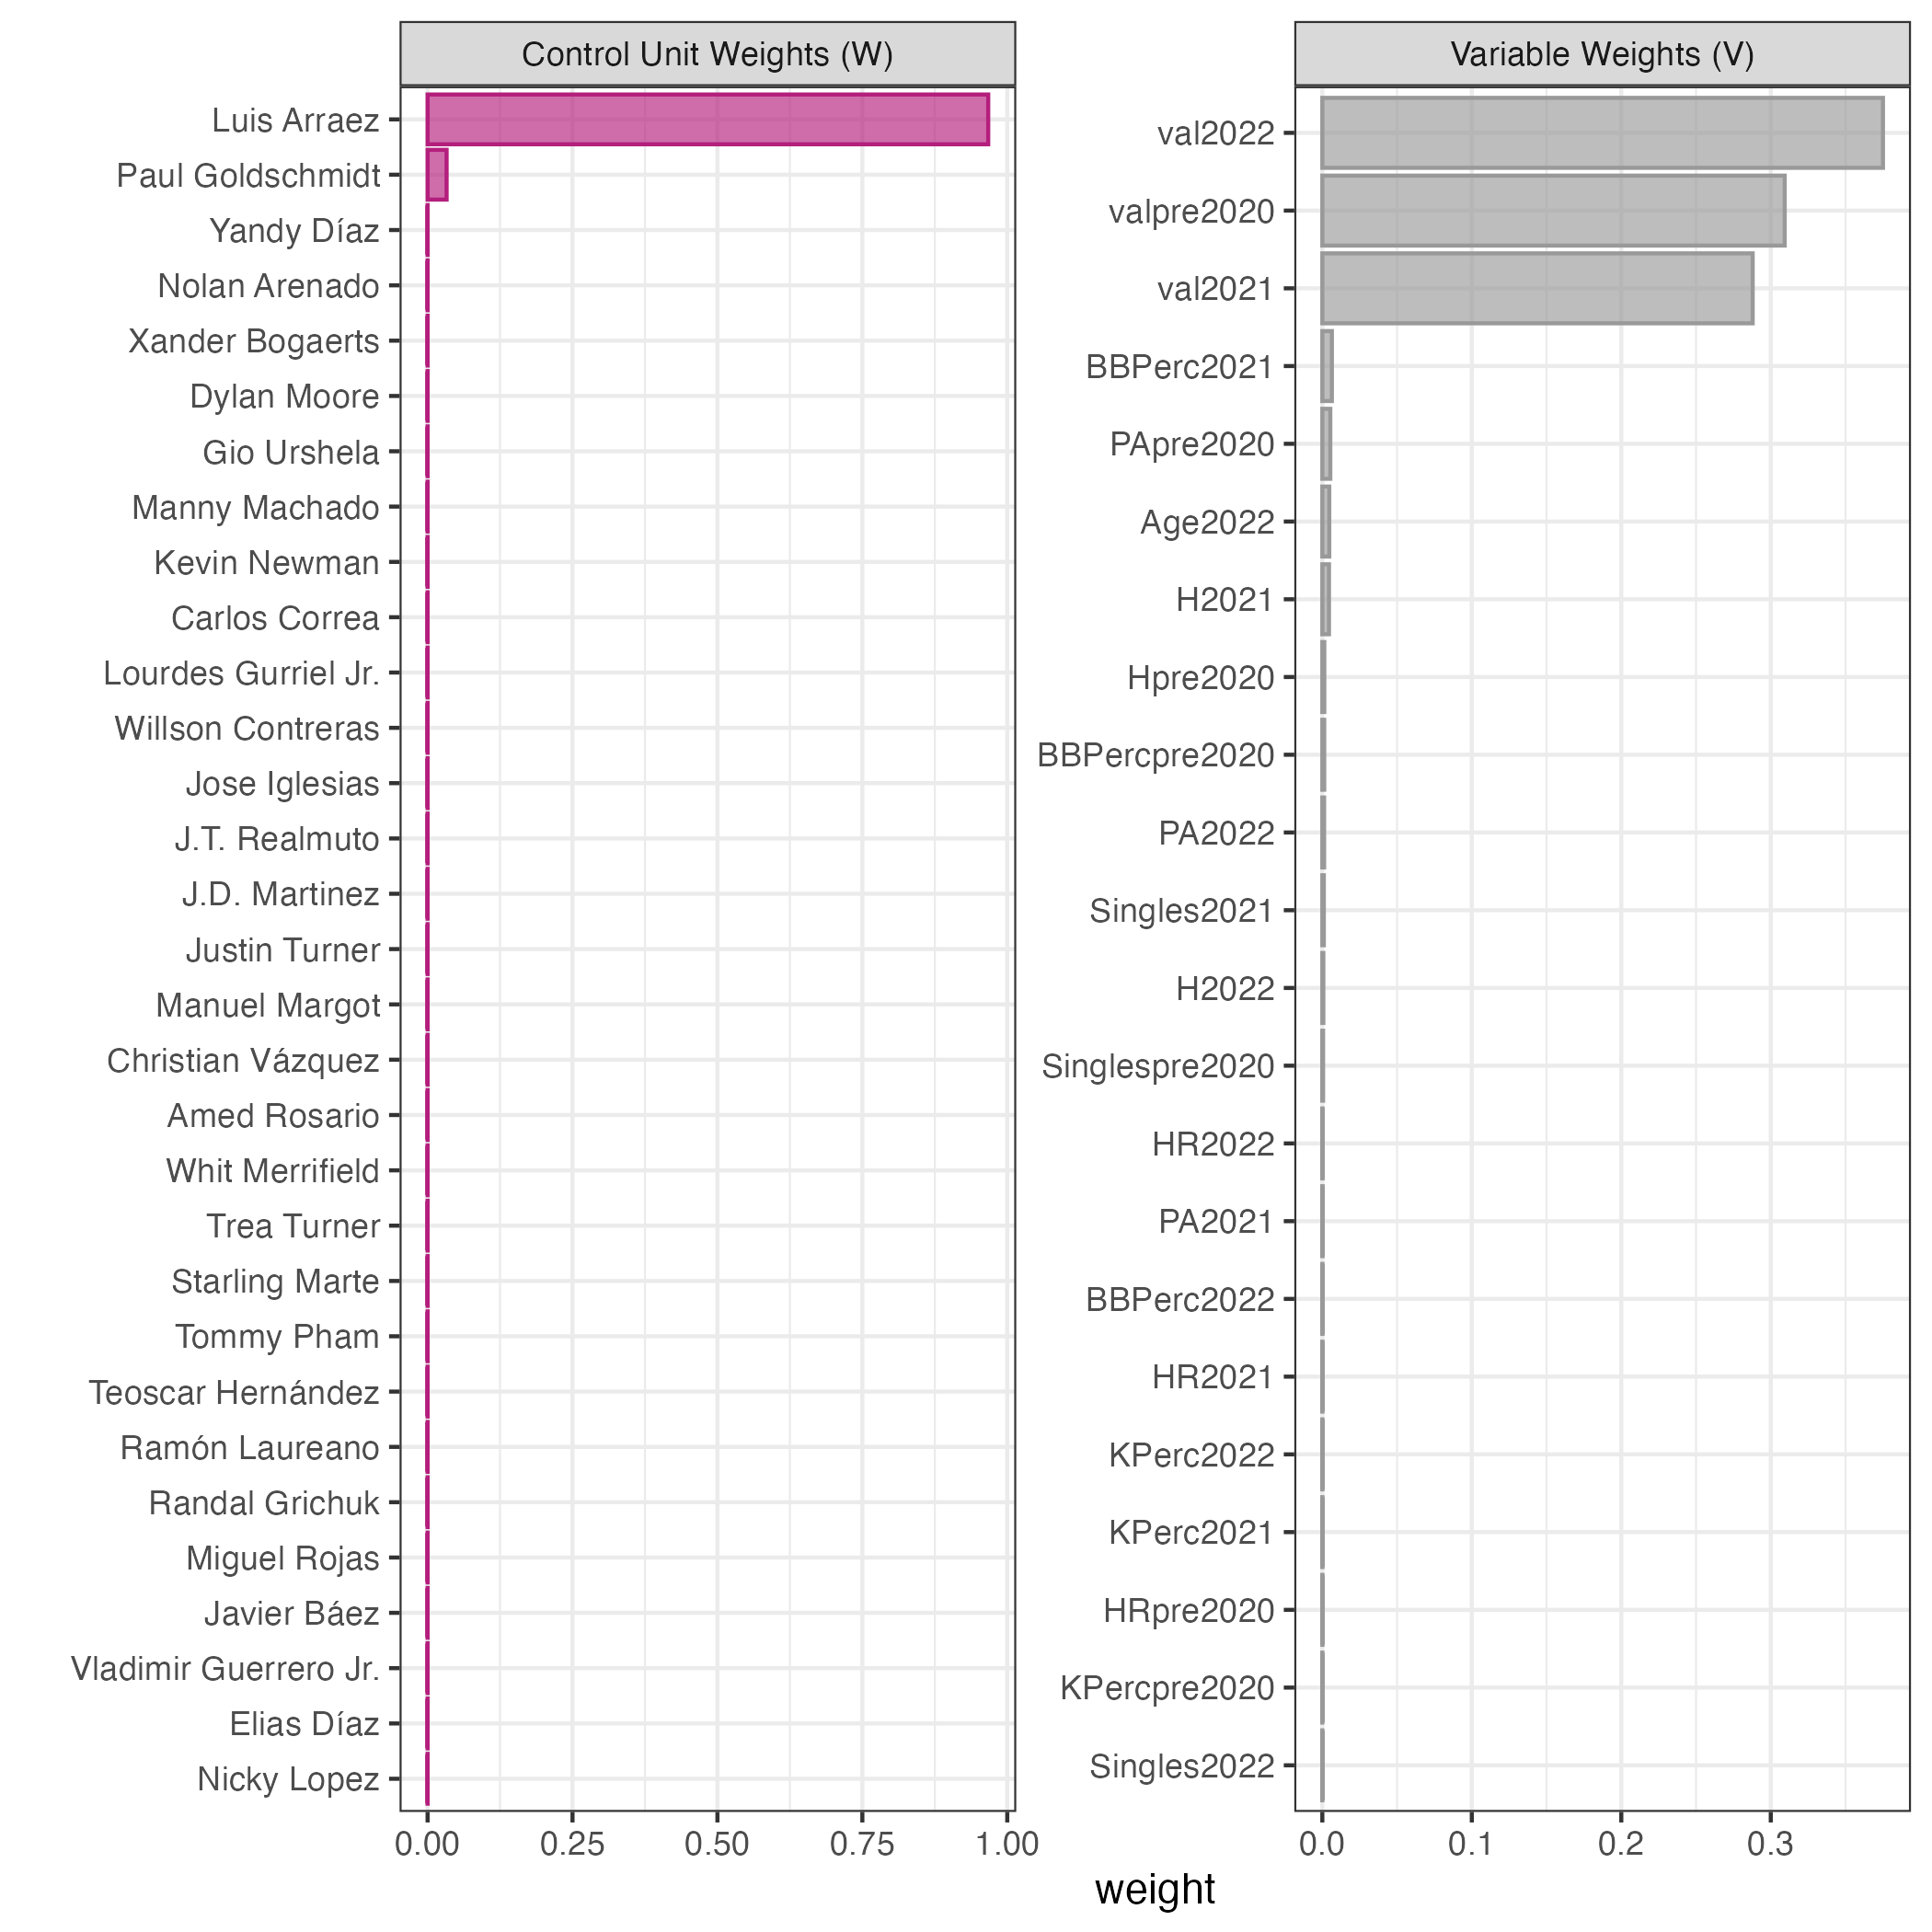 Control Unit Weights (W)
Luis Arraez
Paul Goldschmidt
Yandy Díaz
Nolan Arenado
Xander Bogaerts
Dylan Moore
Gio Urshela
Manny Machado
Kevin Newman
Carlos Correa
Lourdes Gurriel Jr.
Willson Contreras
Jose Iglesias
J.T. Realmuto
J.D. Martinez
Justin Turner
Manuel Margot
Christian Vázquez
Amed Rosario
Whit Merrifield
Trea Turner
Starling Marte
Tommy Pham
Teoscar Hernández
Ramón Laureano
Randal Grichuk
Miguel Rojas
Javier Báez
Vladimir Guerrero Jr.
Elias Díaz
Nicky Lopez
0.00 0.25 0.50 0.75 1.00
Variable Weights (V)
val2022
valpre2020
val2021
BBPerc2021
PApre2020
Age2022
H2021
Hpre2020
BBPercpre2020
PA2022
Singles2021
H2022
Singlespre2020
HR2022
PA2021
BBPerc2022
HR2021
KPerc2022
KPerc2021
HRpre2020
KPercpre2020
Singles2022
0.0 0.1 0.2 0.3
weight